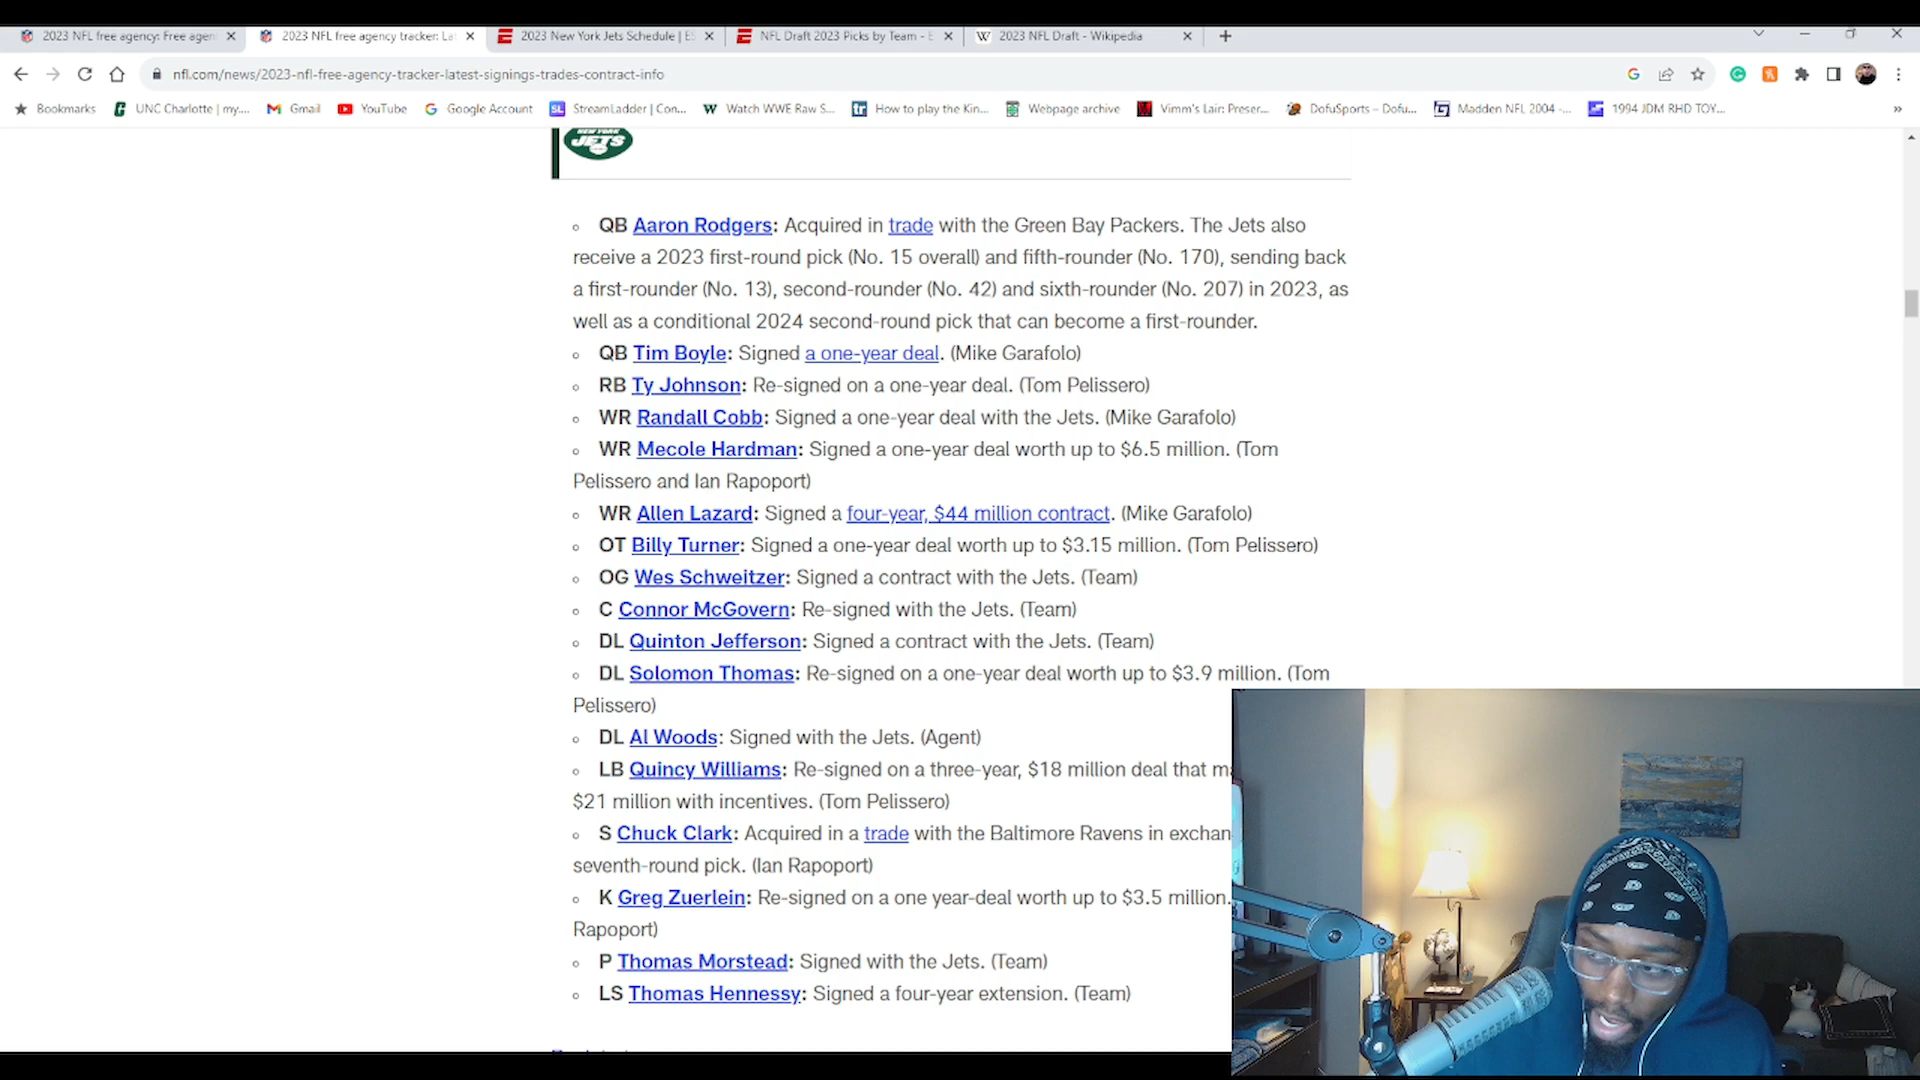 2023 NFL free agency: Free agen
2023 NFL free agency tracker: La
2023 New York Jets Schedule | ES
NFL Draft 2023 Picks by Team - E
W 2023 NFL Draft - Wikipedia
nfl.com/news/2023-nfl-free-agency-tracker-latest-signings-trades-contract-info
Bookmarks UNC Charlotte | my.... Gmail YouTube Google Account SL StreamLadder | Con... W Watch WWE Raw S... tr How to play the Kin... Webpage archive Vimm's Lair: Preser... DofuSports – Dofu... Madden NFL 2004 -... 1994 JDM RHD TOY... »
NEW YORK
JETS
QB Aaron Rodgers: Acquired in trade with the Green Bay Packers. The Jets also
receive a 2023 first-round pick (No. 15 overall) and fifth-rounder (No. 170), sending back
a first-rounder (No. 13), second-rounder (No. 42) and sixth-rounder (No. 207) in 2023, as
well as a conditional 2024 second-round pick that can become a first-rounder.
QB Tim Boyle: Signed a one-year deal. (Mike Garafolo)
RB Ty Johnson: Re-signed on a one-year deal. (Tom Pelissero)
WR Randall Cobb: Signed a one-year deal with the Jets. (Mike Garafolo)
WR Mecole Hardman: Signed a one-year deal worth up to $6.5 million. (Tom
Pelissero and Ian Rapoport)
WR Allen Lazard: Signed a four-year, $44 million contract. (Mike Garafolo)
OT Billy Turner: Signed a one-year deal worth up to $3.15 million. (Tom Pelissero)
OG Wes Schweitzer: Signed a contract with the Jets. (Team)
C Connor McGovern: Re-signed with the Jets. (Team)
DL Quinton Jefferson: Signed a contract with the Jets. (Team)
DL Solomon Thomas: Re-signed on a one-year deal worth up to $3.9 million. (Tom
Pelissero)
DL Al Woods: Signed with the Jets. (Agent)
LB Quincy Williams: Re-signed on a three-year, $18 million deal that m
$21 million with incentives. (Tom Pelissero)
S Chuck Clark: Acquired in a trade with the Baltimore Ravens in exchan
seventh-round pick. (Ian Rapoport)
K Greg Zuerlein: Re-signed on a one year-deal worth up to $3.5 million.
Rapoport)
P Thomas Morstead: Signed with the Jets. (Team)
LS Thomas Hennessy: Signed a four-year extension. (Team)